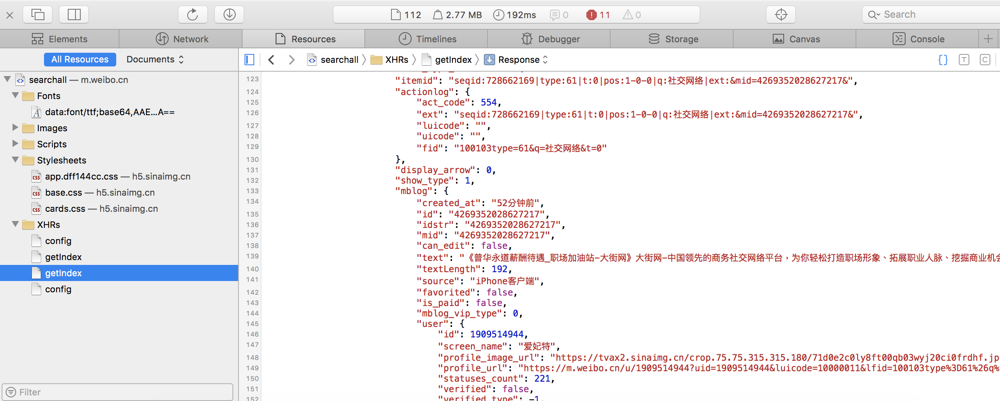 112 2.77 MB 192ms 0 11 0 Search
Elements Network Resources Timelines Debugger Storage Canvas Console
All Resources Documents searchall XHRs getIndex Response {} T C
searchall — m.weibo.cn
Fonts
data:font/ttf;base64,AAE...A==
Images
Scripts
Stylesheets
app.dff144cc.css — h5.sinaimg.cn
base.css — h5.sinaimg.cn
cards.css — h5.sinaimg.cn
XHRs
config
getIndex
getIndex
config
Filter
123 "itemid": "seqid:728662169|type:61|t:0|pos:1-0-0|q:社交网络|ext:&mid=4269352028627217&",
124 "actionlog": {
125 "act_code": 554,
126 "ext": "seqid:728662169|type:61|t:0|pos:1-0-0|q:社交网络|ext:&mid=4269352028627217&",
127 "luicode": "",
128 "uicode": "",
129 "fid": "100103type=61&q=社交网络&t=0"
130 },
131 "display_arrow": 0,
132 "show_type": 1,
133 "mblog": {
134 "created_at": "52分钟前",
135 "id": "4269352028627217",
136 "idstr": "4269352028627217",
137 "mid": "4269352028627217",
138 "can_edit": false,
139 "text": "《普华永道薪酬待遇_职场加油站-大街网》大街网-中国领先的商务社交网络平台，为你轻松打造职场形象、拓展职业人脉、挖掘商业机会
140 "textLength": 192,
141 "source": "iPhone客户端",
142 "favorited": false,
143 "is_paid": false,
144 "mblog_vip_type": 0,
145 "user": {
146 "id": 1909514944,
147 "screen_name": "爱妃特",
148 "profile_image_url": "https://tvax2.sinaimg.cn/crop.75.75.315.315.180/71d0e2c0ly8ft00qb03wyj20ci0frdhf.jp
149 "profile_url": "https://m.weibo.cn/u/1909514944?uid=1909514944&luicode=10000011&lfid=100103type%3D61%26q%
150 "statuses_count": 221,
151 "verified": false,
152 "verified_type": -1,